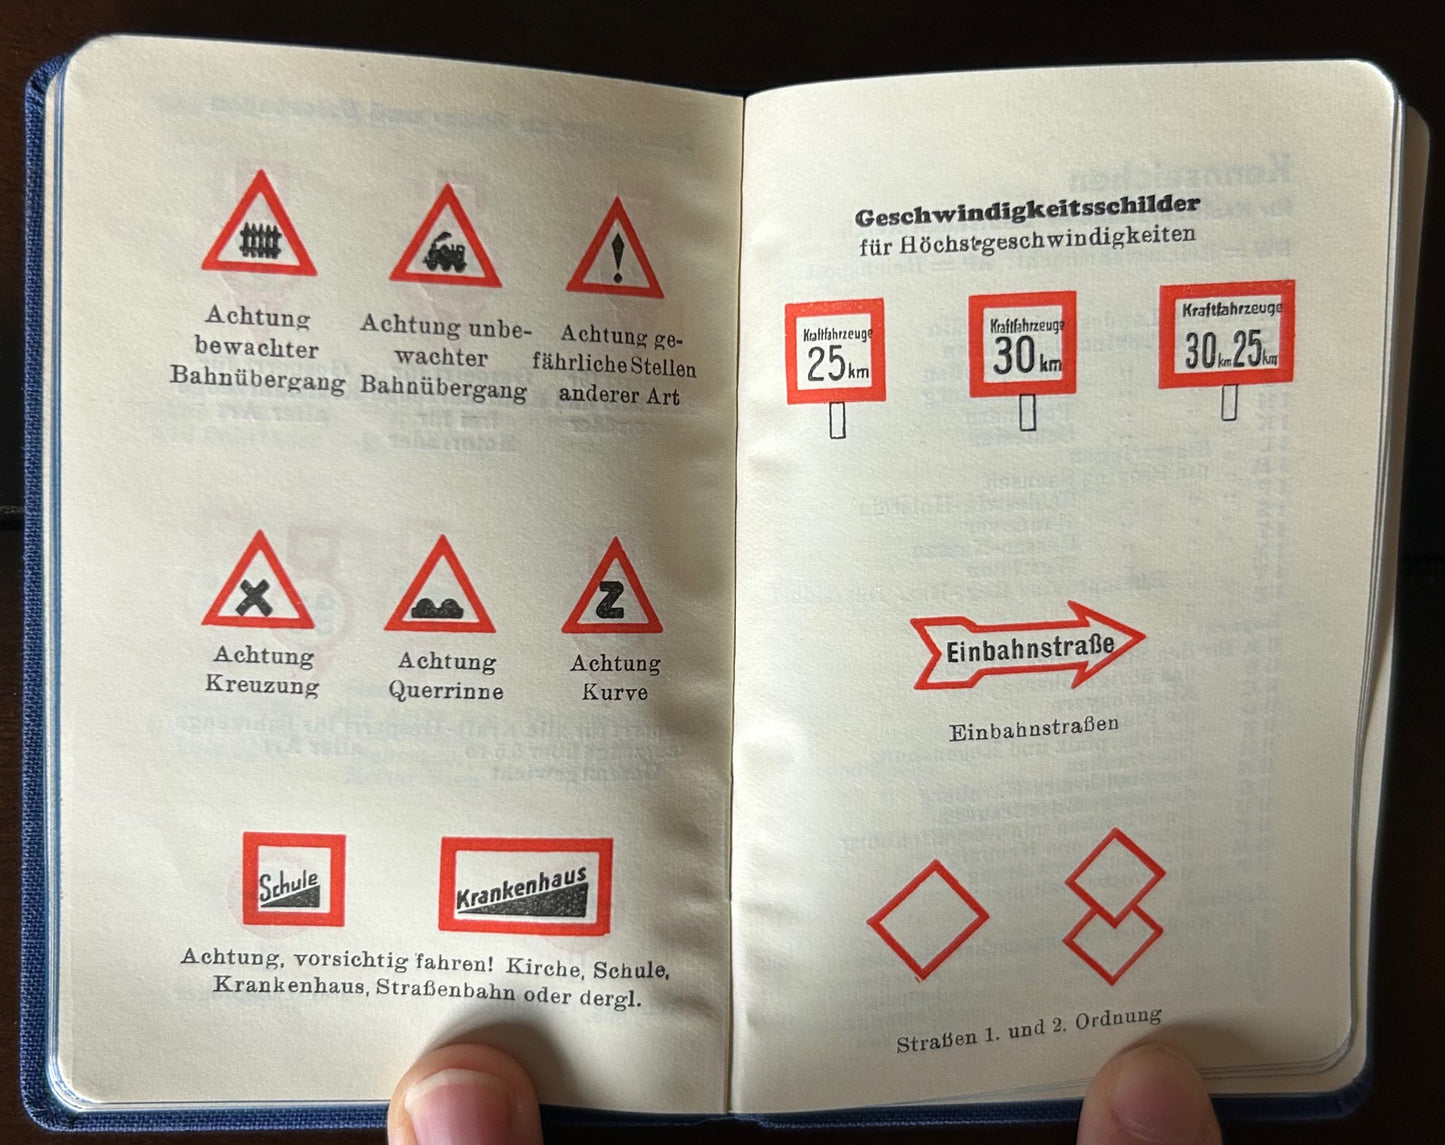 Achtung
bewachter
Bahnübergang
Achtung unbe-
wachter
Bahnübergang
Achtung ge-
fährliche Stellen
anderer Art
Achtung
Kreuzung
Achtung
Querrinne
Z
Achtung
Kurve
Schule
Krankenhaus
Achtung, vorsichtig fahren! Kirche, Schule,
Krankenhaus, Straßenbahn oder dergl.
Geschwindigkeitsschilder
für Höchstgeschwindigkeiten
Kraftfahrzeuge
25 km
Kraftfahrzeuge
30 km
Kraftfahrzeuge
30 km 25 km
Einbahnstraße
Einbahnstraßen
Straßen 1. und 2. Ordnung